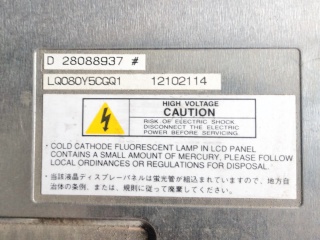 D 28088937 #
LQ080Y5CGQ1 12102114
HIGH VOLTAGE
CAUTION
RISK OF ELECTRIC SHOCK
DISCONNECT THE ELECTRIC
POWER BEFORE SERVICING.
・COLD CATHODE FLUORESCENT LAMP IN LCD PANEL
CONTAINS A SMALL AMOUNT OF MERCURY, PLEASE FOLLOW
LOCAL ORDINANCES OR REGULATIONS FOR DISPOSAL.
・当該液晶ディスプレイパネルは蛍光管が組込まれていますので、地方自
治体の条例、または、規則に従って廃棄ください。